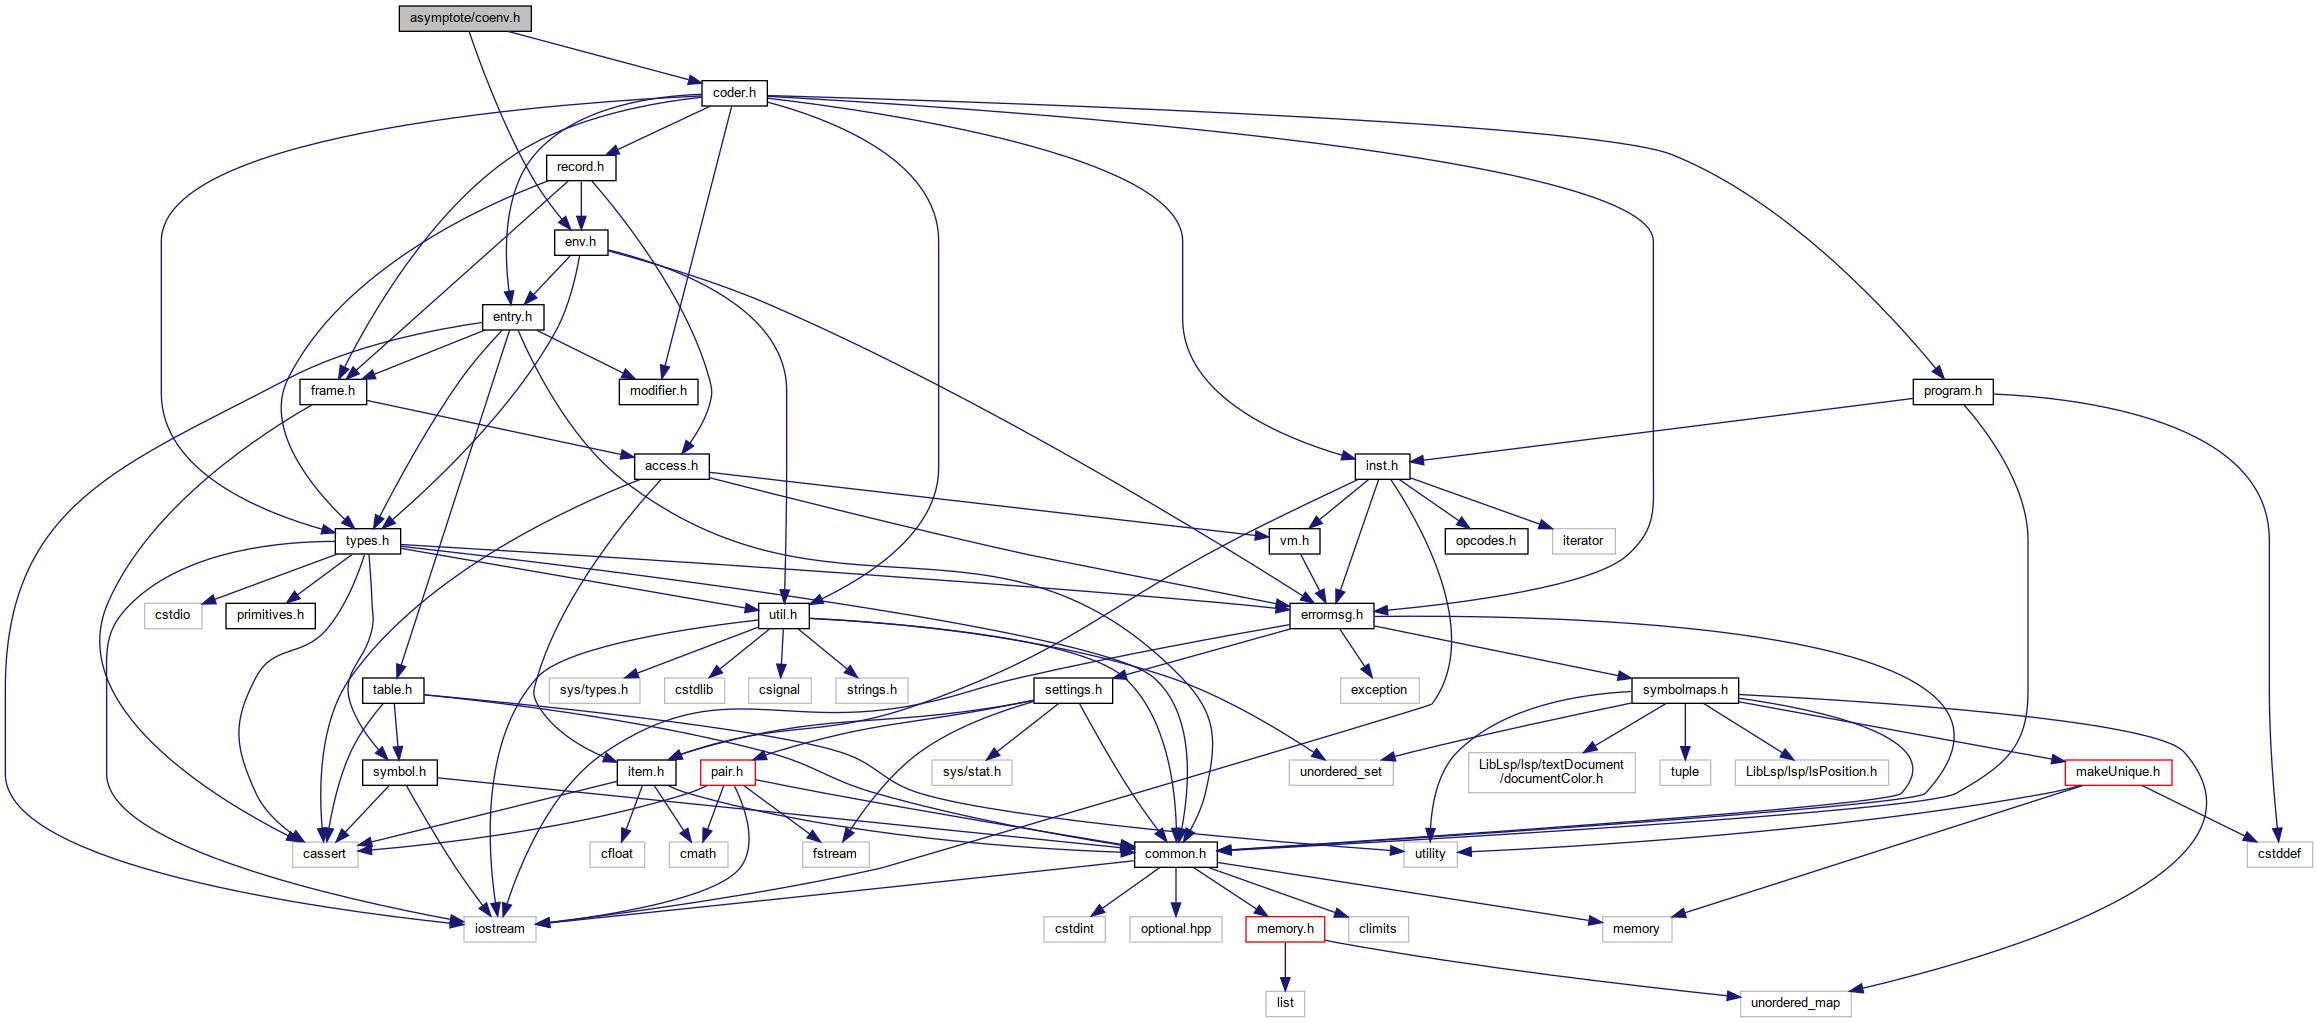 asymptote/coenv.h
coder.h
record.h
env.h
entry.h
frame.h
modifier.h
program.h
access.h
inst.h
types.h
vm.h
opcodes.h
iterator
cstdio
primitives.h
util.h
errormsg.h
table.h
sys/types.h
cstdlib
csignal
strings.h
settings.h
exception
symbolmaps.h
symbol.h
item.h
pair.h
sys/stat.h
unordered_set
LibLsp/lsp/textDocument
/documentColor.h
tuple
LibLsp/lsp/lsPosition.h
makeUnique.h
cassert
cfloat
cmath
fstream
common.h
utility
cstddef
iostream
cstdint
optional.hpp
memory.h
climits
memory
list
unordered_map